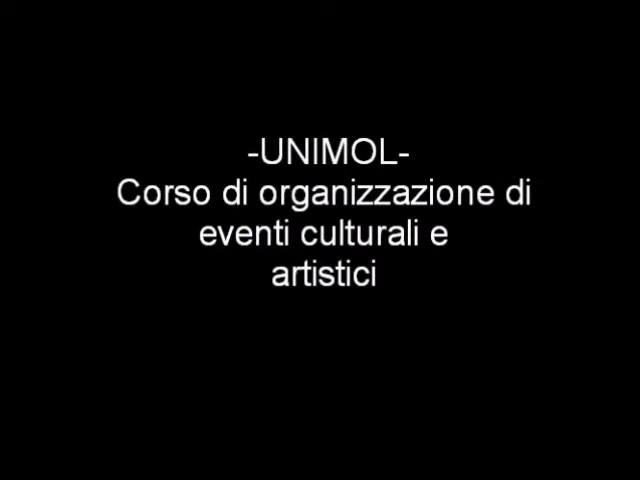 -UNIMOL-
Corso di organizzazione di
eventi culturali e
artistici